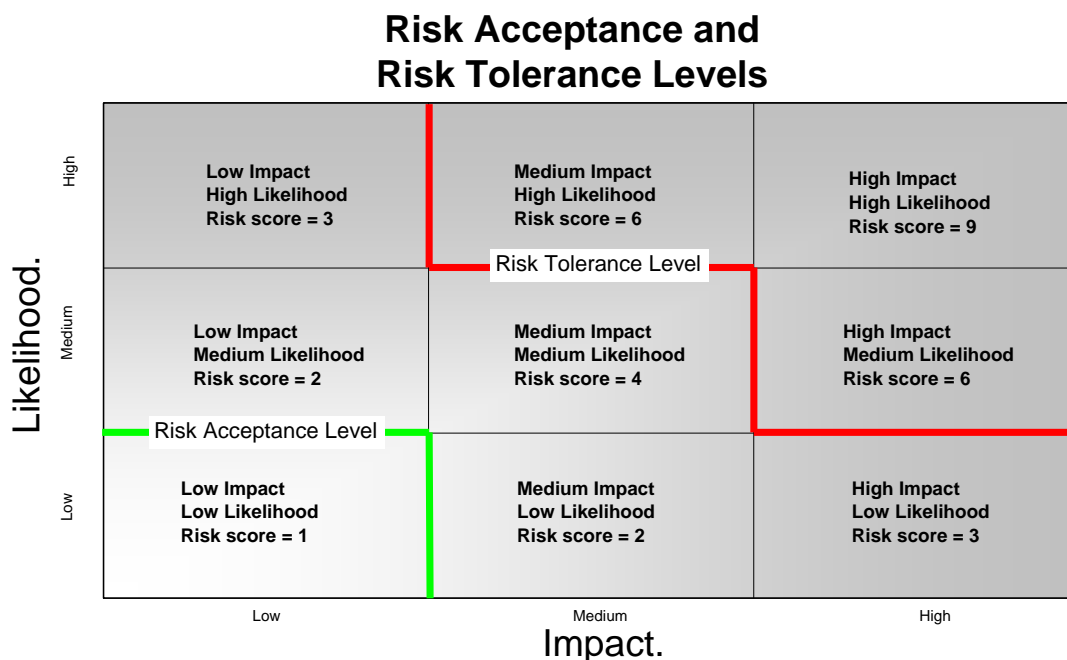 Risk Acceptance and
Risk Tolerance Levels
High
Low Impact
High Likelihood
Risk score = 3
Medium Impact
High Likelihood
Risk score = 6
High Impact
High Likelihood
Risk score = 9
Risk Tolerance Level
Likelihood.
Medium
Low Impact
Medium Likelihood
Risk score = 2
Medium Impact
Medium Likelihood
Risk score = 4
High Impact
Medium Likelihood
Risk score = 6
Risk Acceptance Level
Low
Low Impact
Low Likelihood
Risk score = 1
Medium Impact
Low Likelihood
Risk score = 2
High Impact
Low Likelihood
Risk score = 3
Low
Medium
High
Impact.